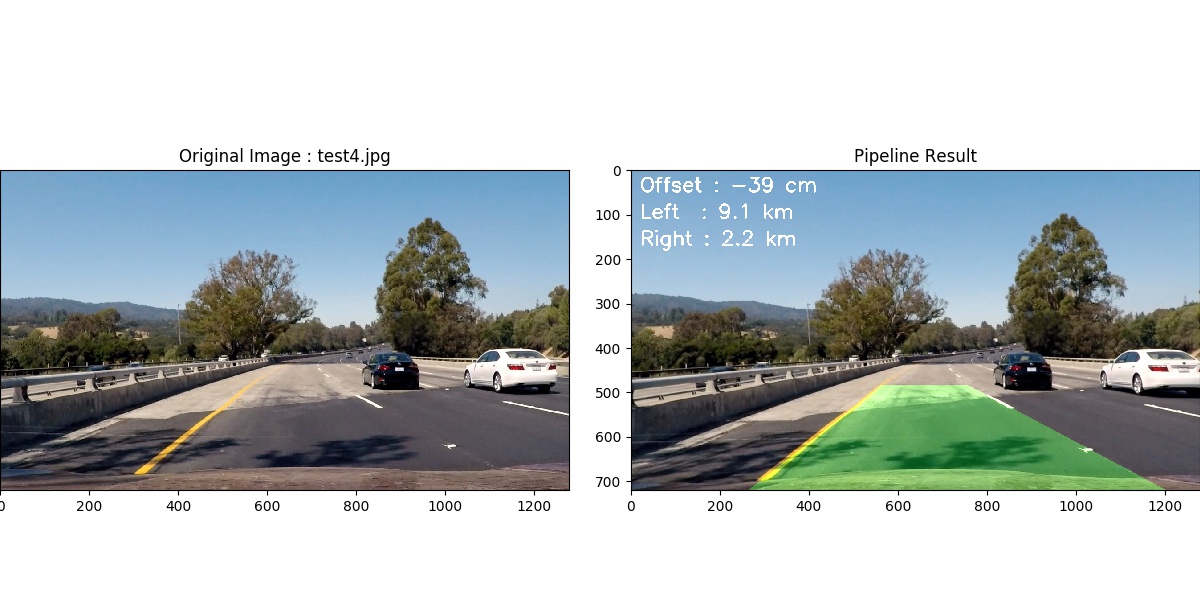 Original Image : test4.jpg
Pipeline Result
Offset : −39 cm
Left : 9.1 km
Right : 2.2 km
0
100
200
300
400
500
600
700
0 200 400 600 800 1000 1200
0 200 400 600 800 1000 1200